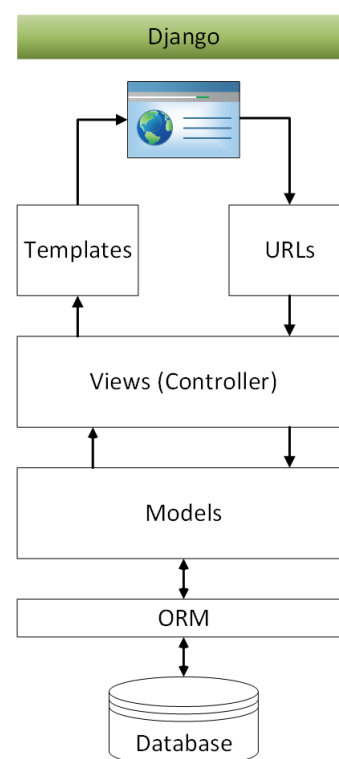 Django
Templates
URLs
Views (Controller)
Models
ORM
Database